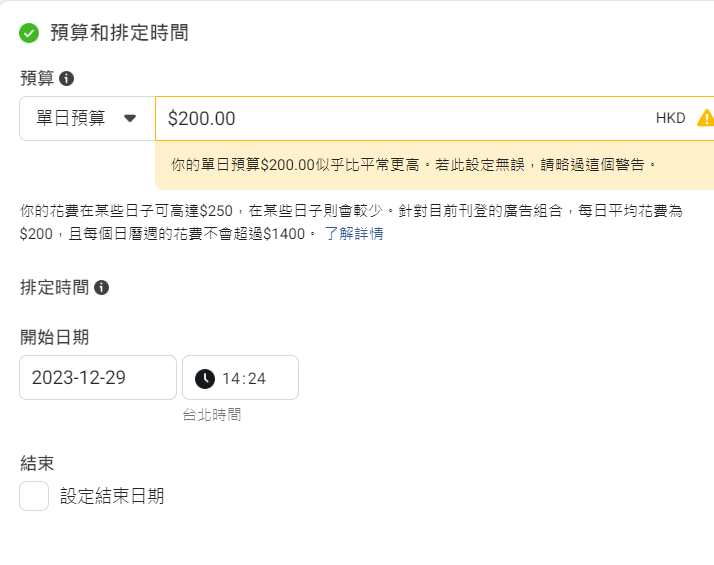 預算和排定時間
預算
單日預算
$200.00
HKD
你的單日預算$200.00似乎比平常更高。若此設定無誤，請略過這個警告。
你的花費在某些日子可高達$250，在某些日子則會較少。針對目前刊登的廣告組合，每日平均花費為
$200，且每個日曆週的花費不會超過$1400。 了解詳情
排定時間
開始日期
2023-12-29
14:24
台北時間
結束
設定結束日期